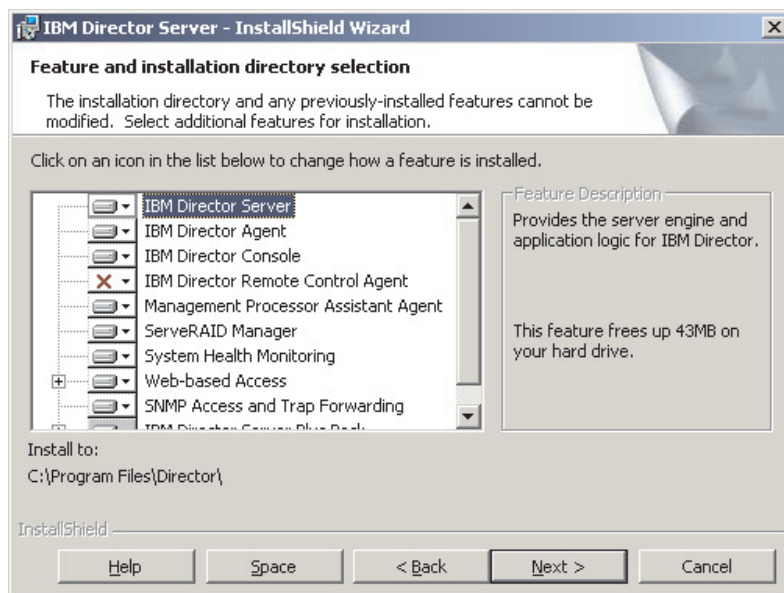 IBM Director Server - InstallShield Wizard
Feature and installation directory selection
The installation directory and any previously-installed features cannot be
modified. Select additional features for installation.
Click on an icon in the list below to change how a feature is installed.
IBM Director Server
IBM Director Agent
IBM Director Console
IBM Director Remote Control Agent
Management Processor Assistant Agent
ServeRAID Manager
System Health Monitoring
Web-based Access
SNMP Access and Trap Forwarding
IBM Director Server Plus Pack
Feature Description
Provides the server engine and
application logic for IBM Director.
This feature frees up 43MB on
your hard drive.
Install to:
C:\Program Files\Director\
InstallShield
Help
Space
< Back
Next >
Cancel